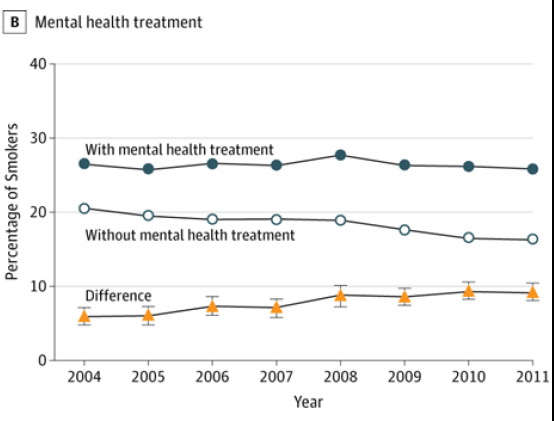 B Mental health treatment
40
30
20
10
0
Percentage of Smokers
With mental health treatment
Without mental health treatment
Difference
2004 2005 2006 2007 2008 2009 2010 2011
Year